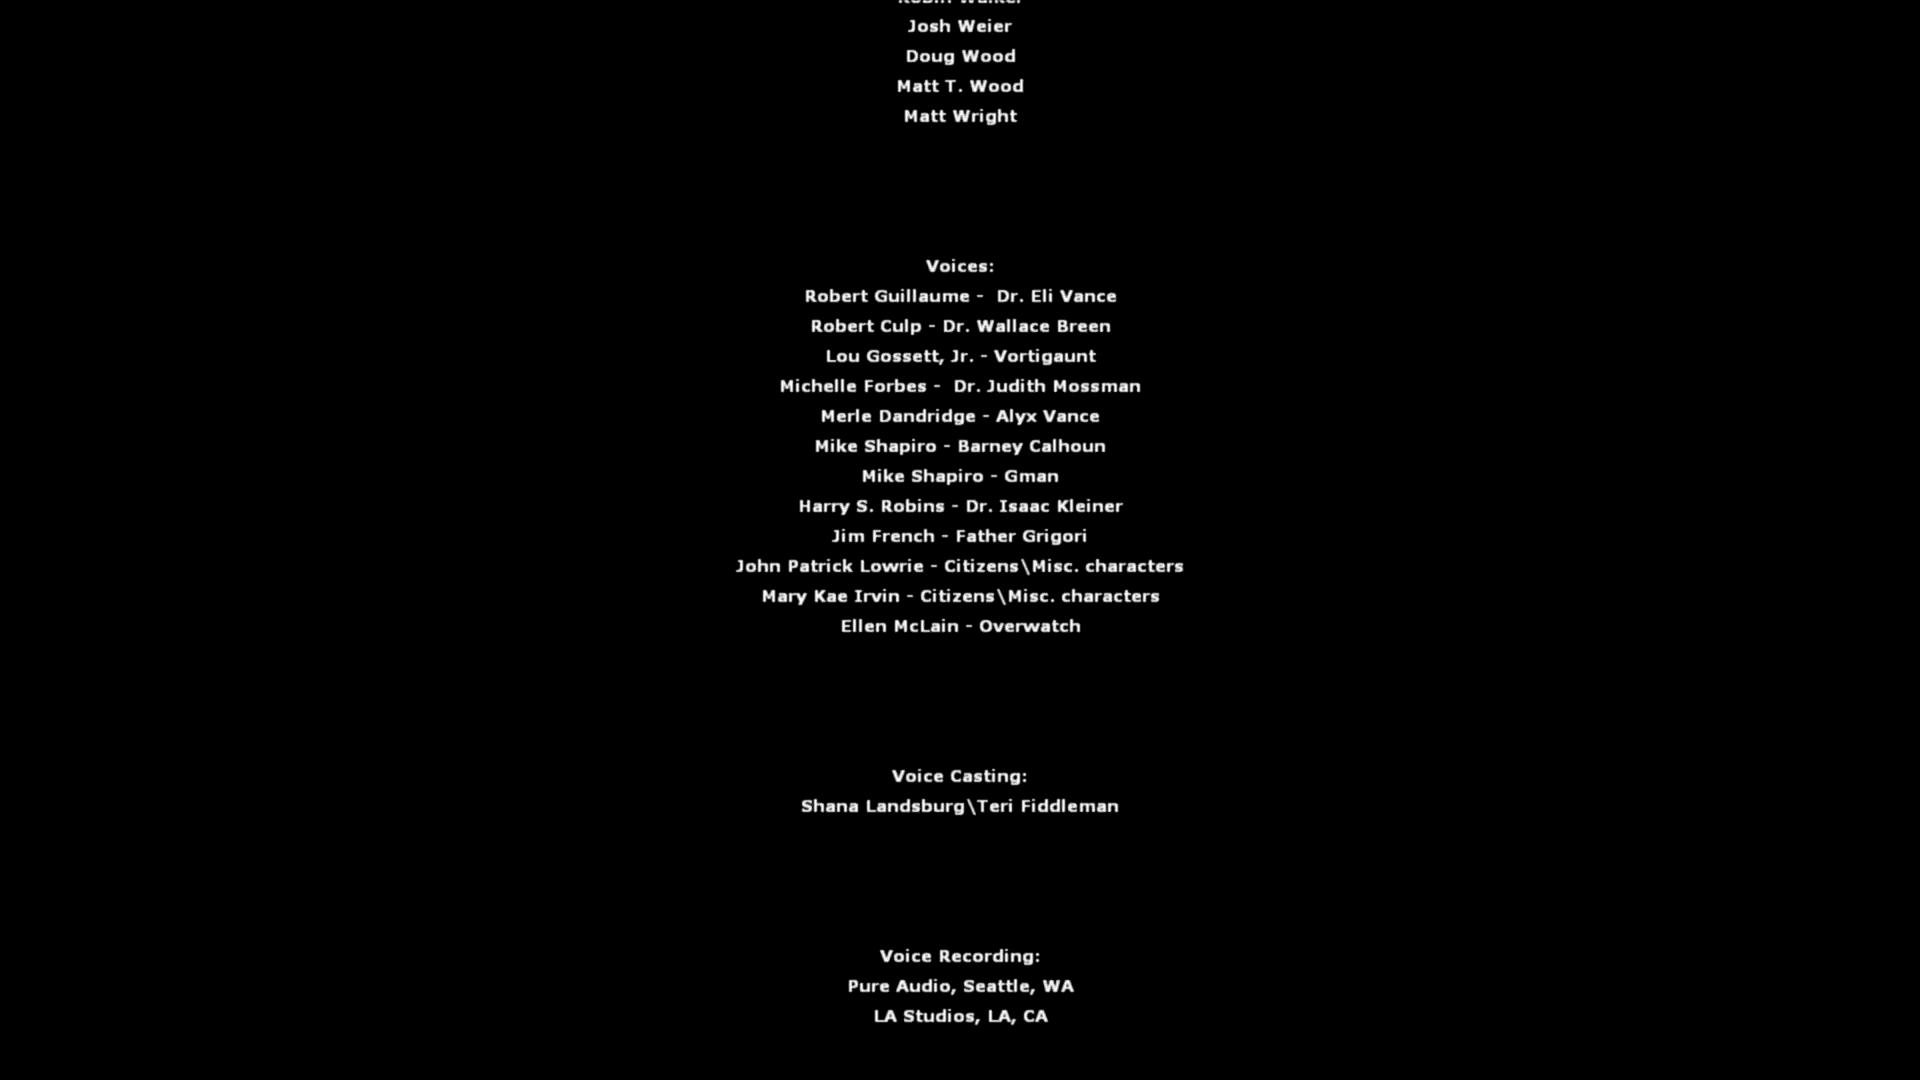 Josh Weier
Doug Wood
Matt T. Wood
Matt Wright
Voices:
Robert Guillaume -  Dr. Eli Vance
Robert Culp - Dr. Wallace Breen
Lou Gossett, Jr. - Vortigaunt
Michelle Forbes -  Dr. Judith Mossman
Merle Dandridge - Alyx Vance
Mike Shapiro - Barney Calhoun
Mike Shapiro - Gman
Harry S. Robins - Dr. Isaac Kleiner
Jim French - Father Grigori
John Patrick Lowrie - Citizens\Misc. characters
Mary Kae Irvin - Citizens\Misc. characters
Ellen McLain - Overwatch
Voice Casting:
Shana Landsburg\Teri Fiddleman
Voice Recording:
Pure Audio, Seattle, WA
LA Studios, LA, CA